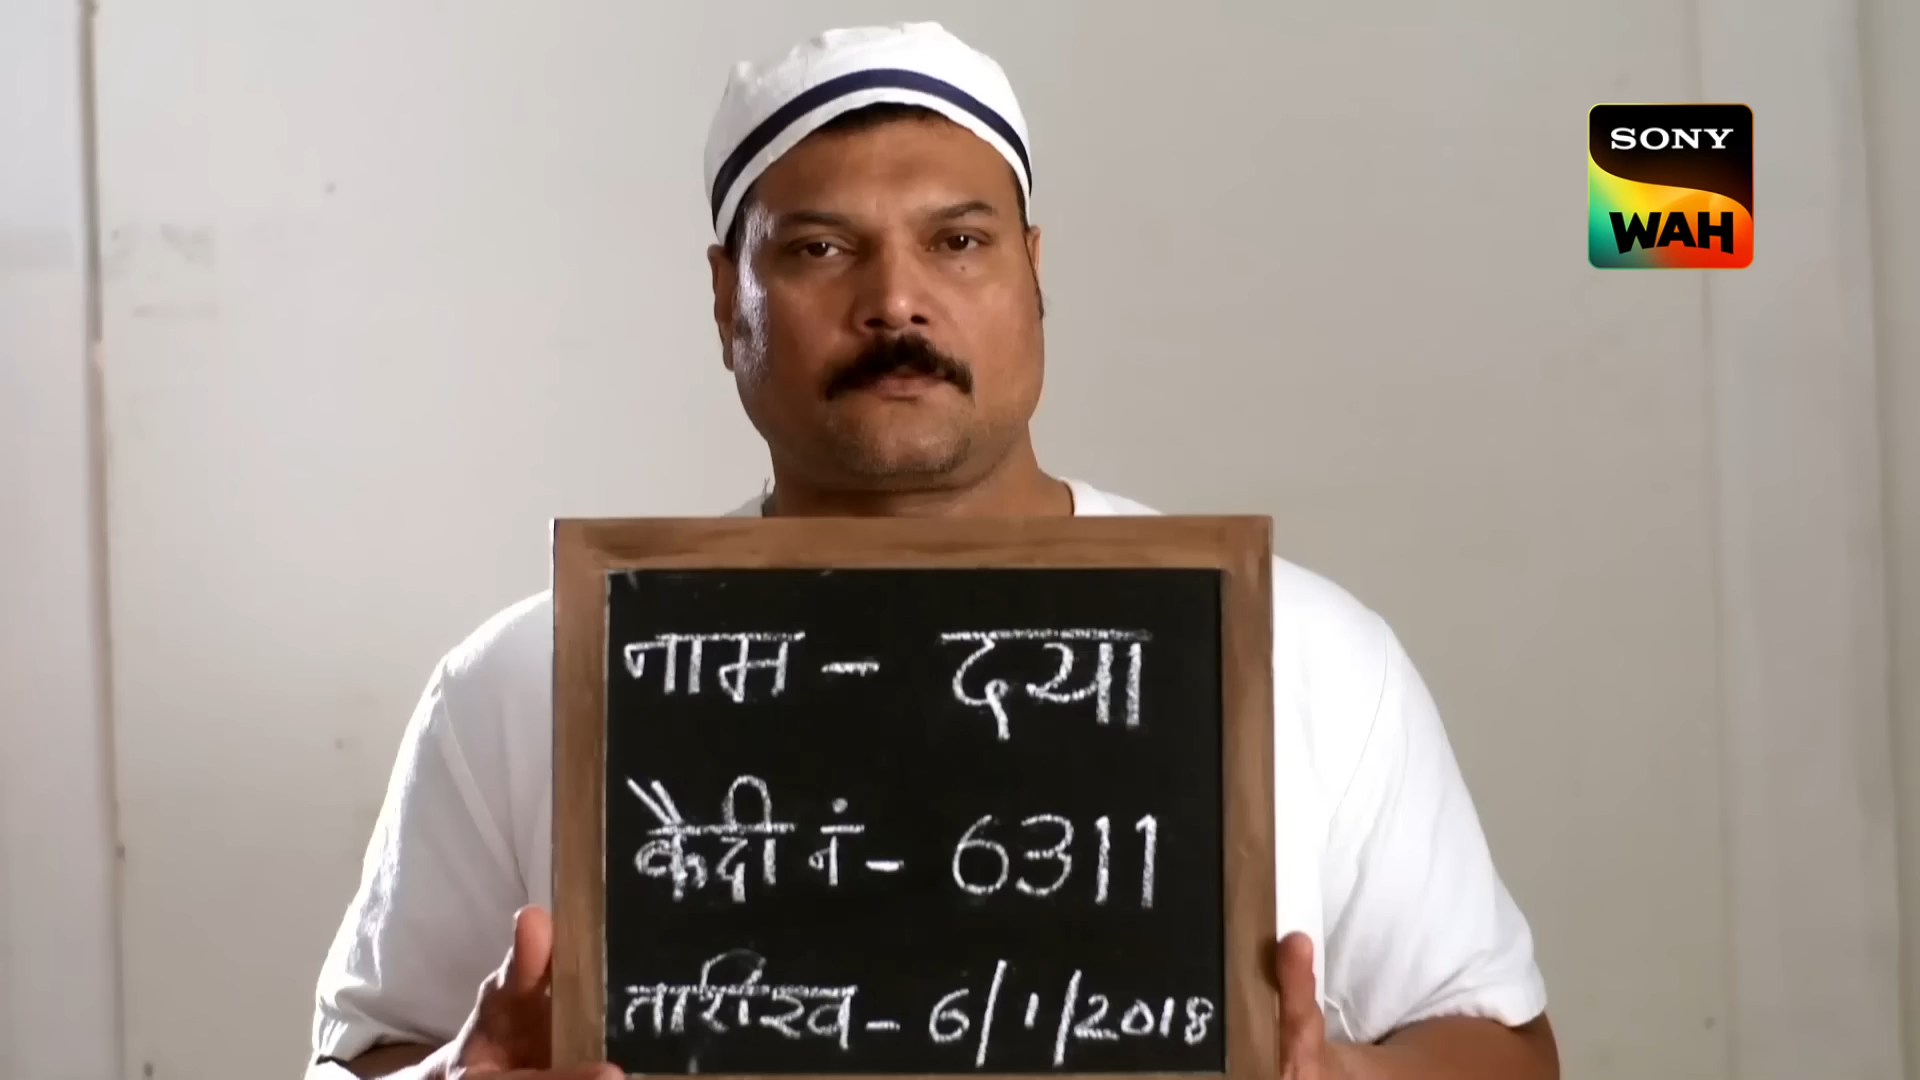 SONY
WAH
नाम - दया
कैदी नं - 6311
तारीख - 6/1/2018